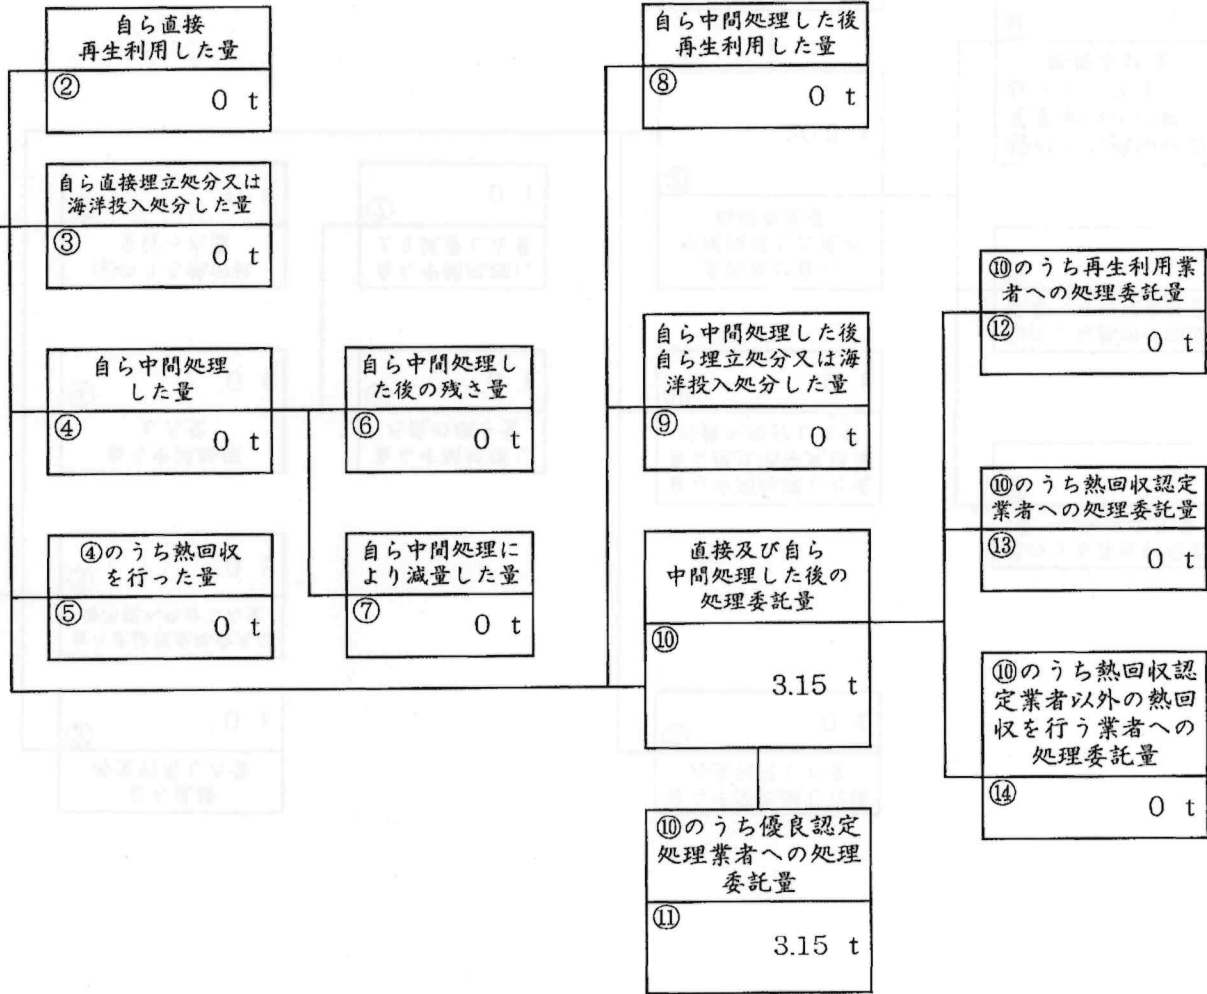 自ら直接
再生利用した量
② 0 t
自ら直接埋立処分又は
海洋投入処分した量
③ 0 t
自ら中間処理
した量
④ 0 t
④のうち熱回収
を行った量
⑤ 0 t
自ら中間処理し
た後の残さ量
⑥ 0 t
自ら中間処理に
より減量した量
⑦ 0 t
自ら中間処理した後
再生利用した量
⑧ 0 t
自ら中間処理した後
自ら埋立処分又は海
洋投入処分した量
⑨ 0 t
直接及び自ら
中間処理した後の
処理委託量
⑩
3.15 t
⑩のうち優良認定
処理業者への処理
委託量
⑪
3.15 t
⑩のうち再生利用業
者への処理委託量
⑫ 0 t
⑩のうち熱回収認定
業者への処理委託量
⑬ 0 t
⑩のうち熱回収認
定業者以外の熱回
収を行う業者への
処理委託量
⑭ 0 t